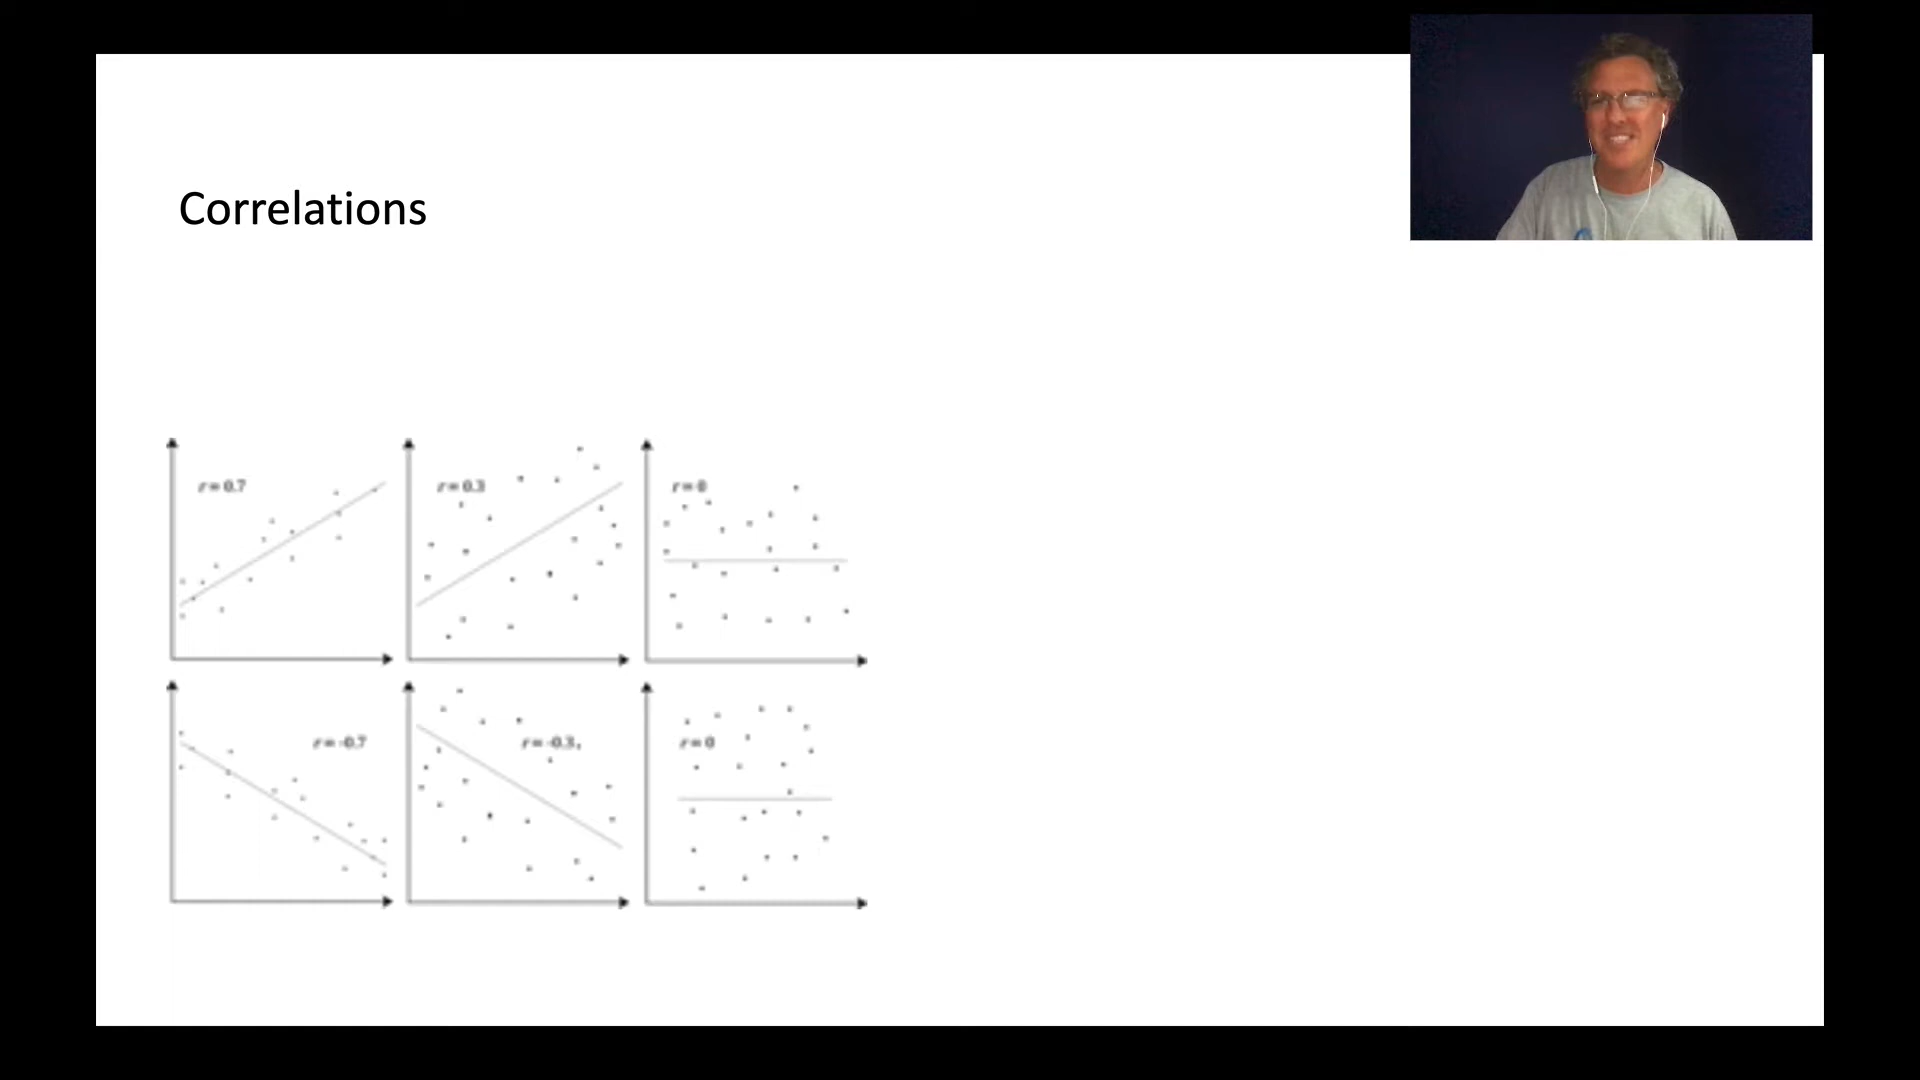 Correlations
r = 0.7
r = 0.3
r = 0
r = -0.7
r = -0.3,
r = 0